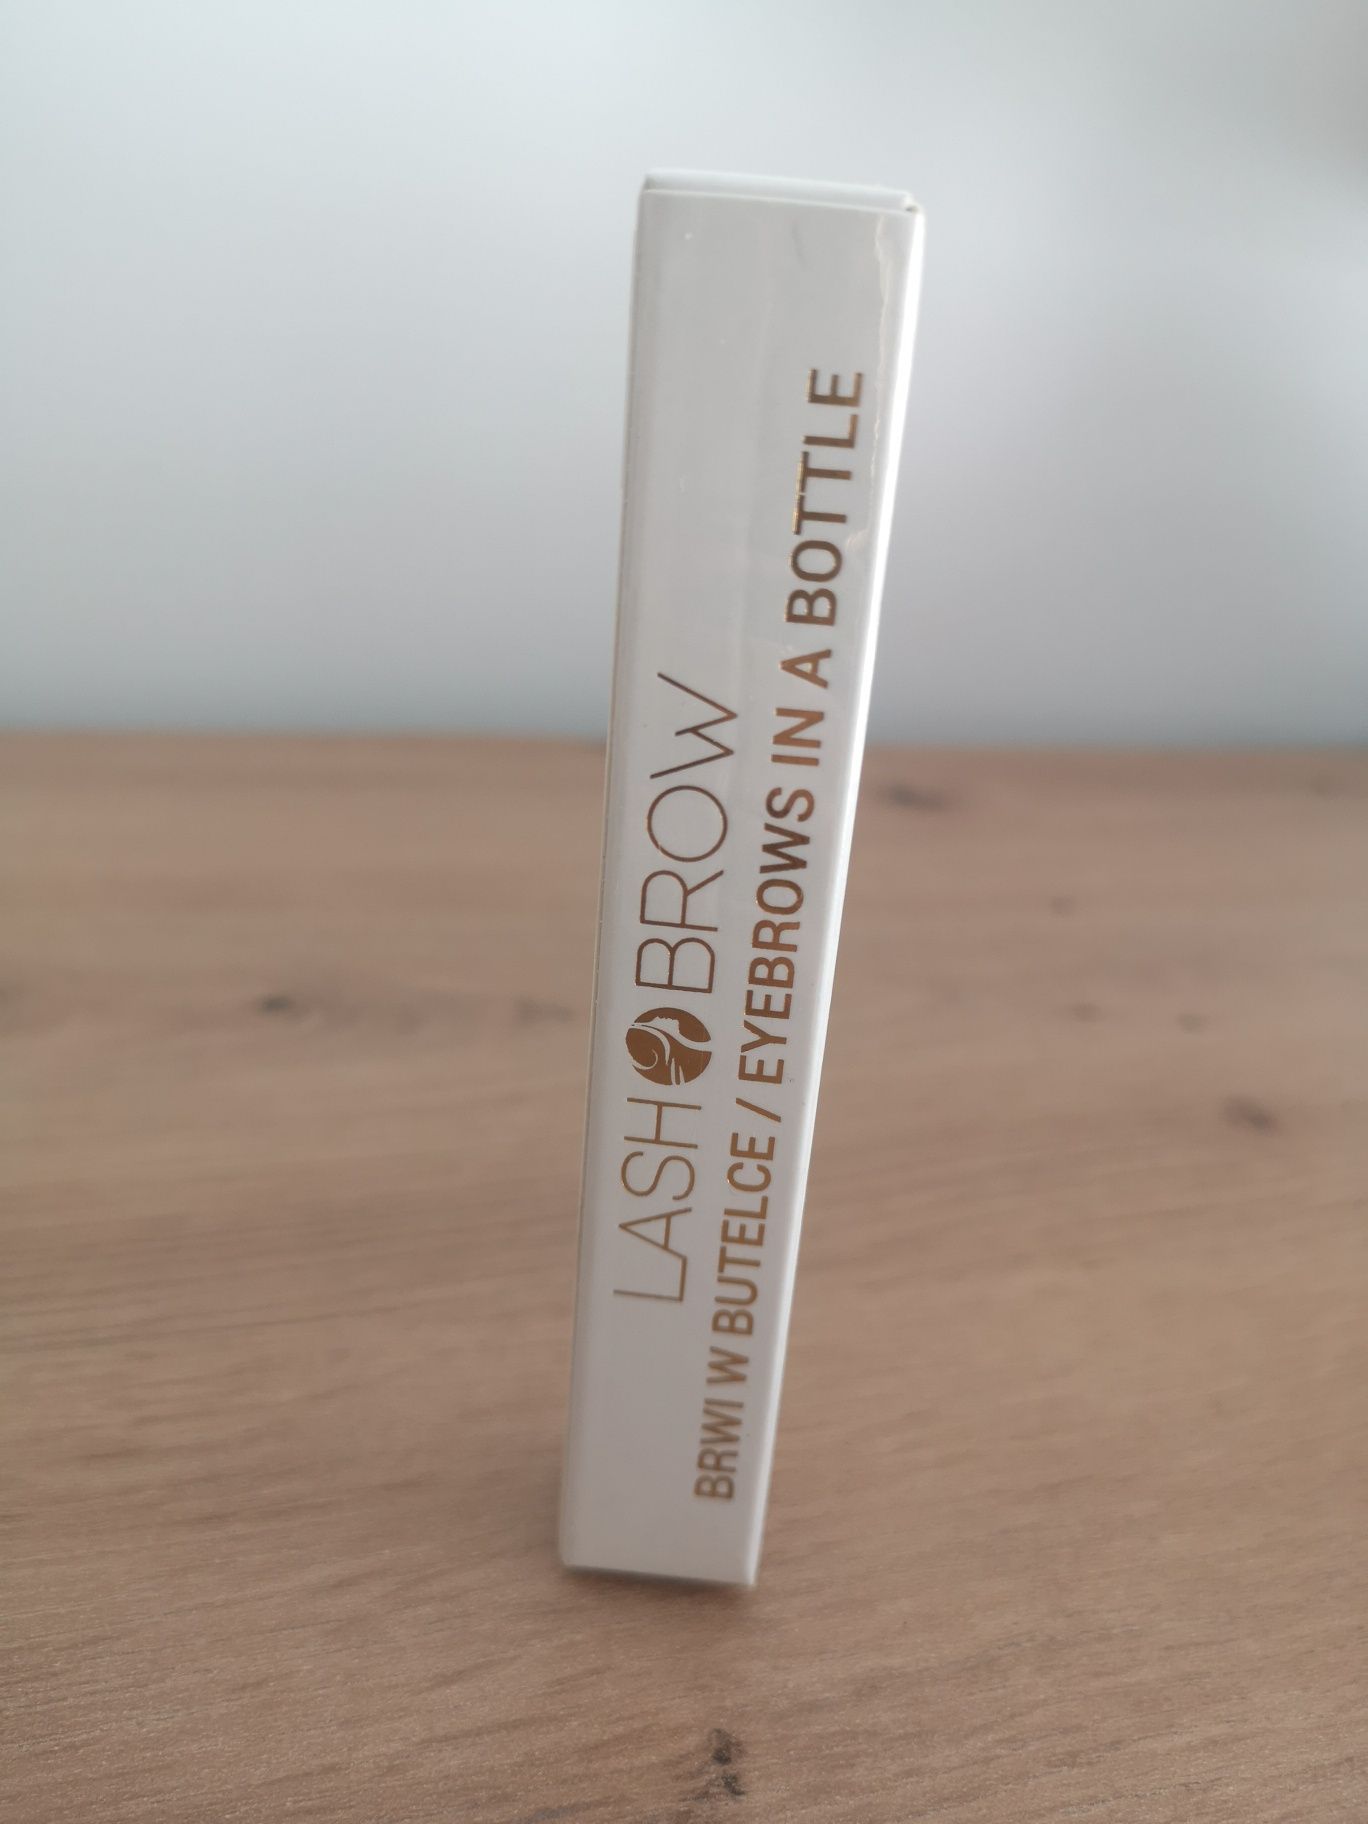 LASH BROW
BRWI W BUTELCE / EYEBROWS IN A BOTTLE